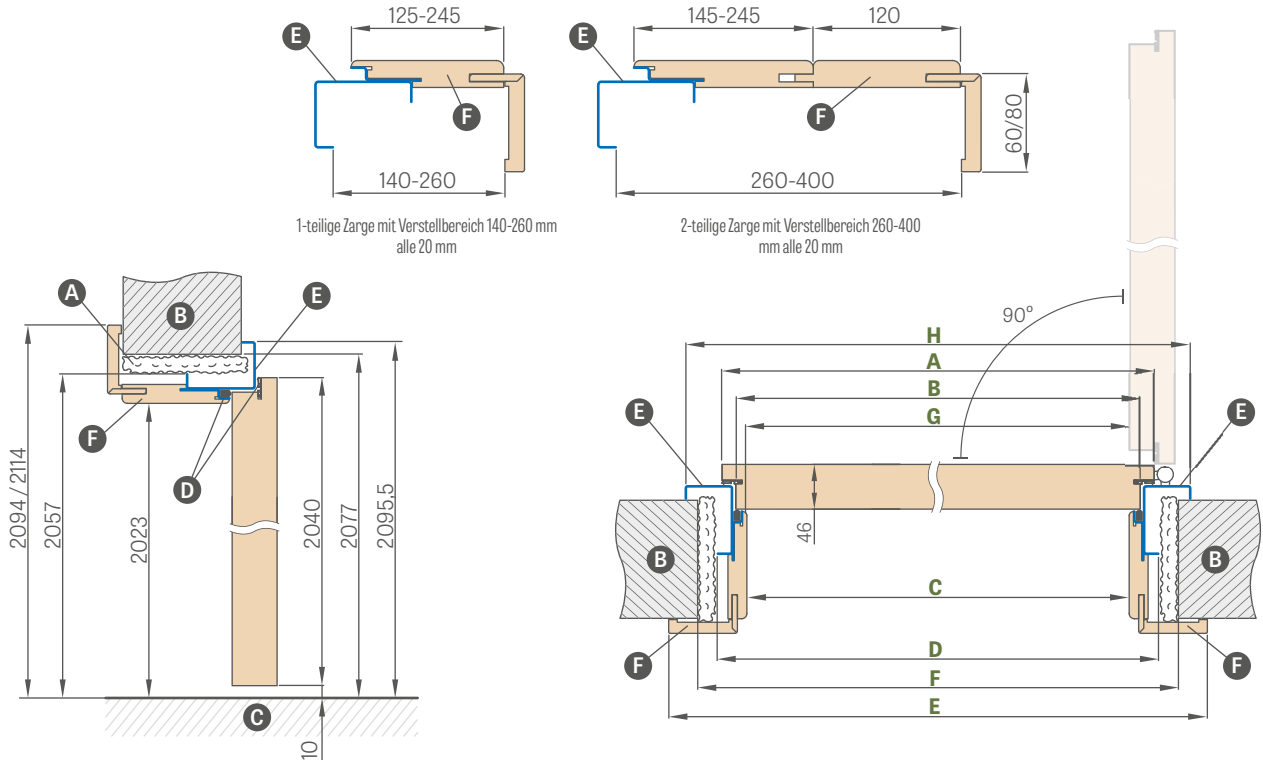 125-245
145-245
120
E
E
F
F
60/80
140-260
260-400
1-teilige Zarge mit Verstellbereich 140-260 mm
alle 20 mm
2-teilige Zarge mit Verstellbereich 260-400
mm alle 20 mm
A
B
E
F
D
2094 / 2114
2057
2023
2040
2077
2095,5
C
10
90°
H
A
B
G
E
E
46
B
B
C
D
F
F
F
E